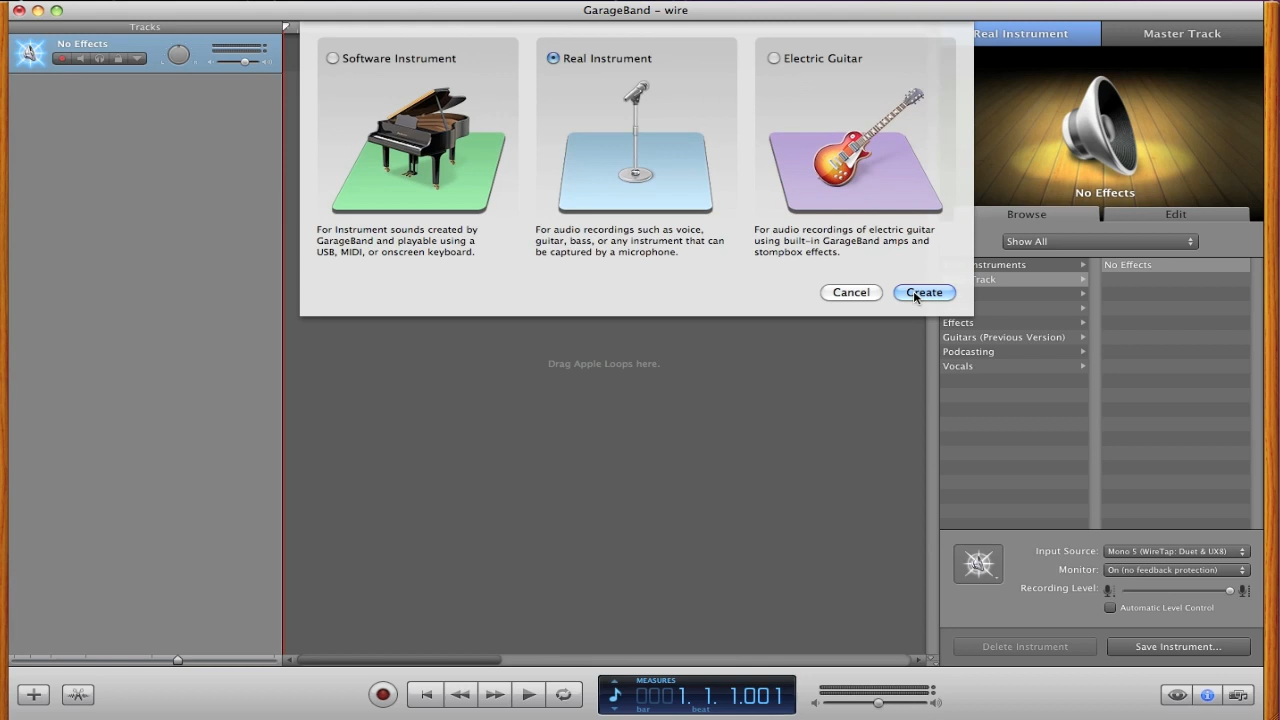 GarageBand – wire
Tracks
No Effects
Software Instrument
Real Instrument
Electric Guitar
For Instrument sounds created by
GarageBand and playable using a
USB, MIDI, or onscreen keyboard.
For audio recordings such as voice,
guitar, bass, or any instrument that can
be captured by a microphone.
For audio recordings of electric guitar
using built-in GarageBand amps and
stompbox effects.
Cancel
Create
Drag Apple Loops here.
Real Instrument
Master Track
No Effects
Browse
Edit
Show All
nstruments
Track
Effects
Guitars (Previous Version)
Podcasting
Vocals
No Effects
Input Source:
Mono 5 (WireTap: Duet & UX8)
Monitor:
On (no feedback protection)
Recording Level:
Automatic Level Control
Delete Instrument
Save Instrument...
MEASURES
0001. 1. 1.001
bar
beat